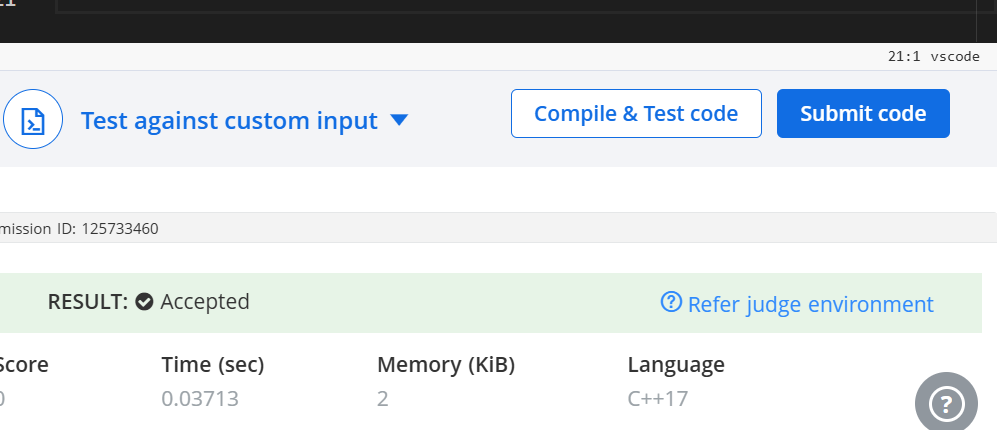 21:1 vscode
Test against custom input
Compile & Test code
Submit code
mission ID: 125733460
RESULT: Accepted
Refer judge environment
Score Time (sec) Memory (KiB) Language
0 0.03713 2 C++17